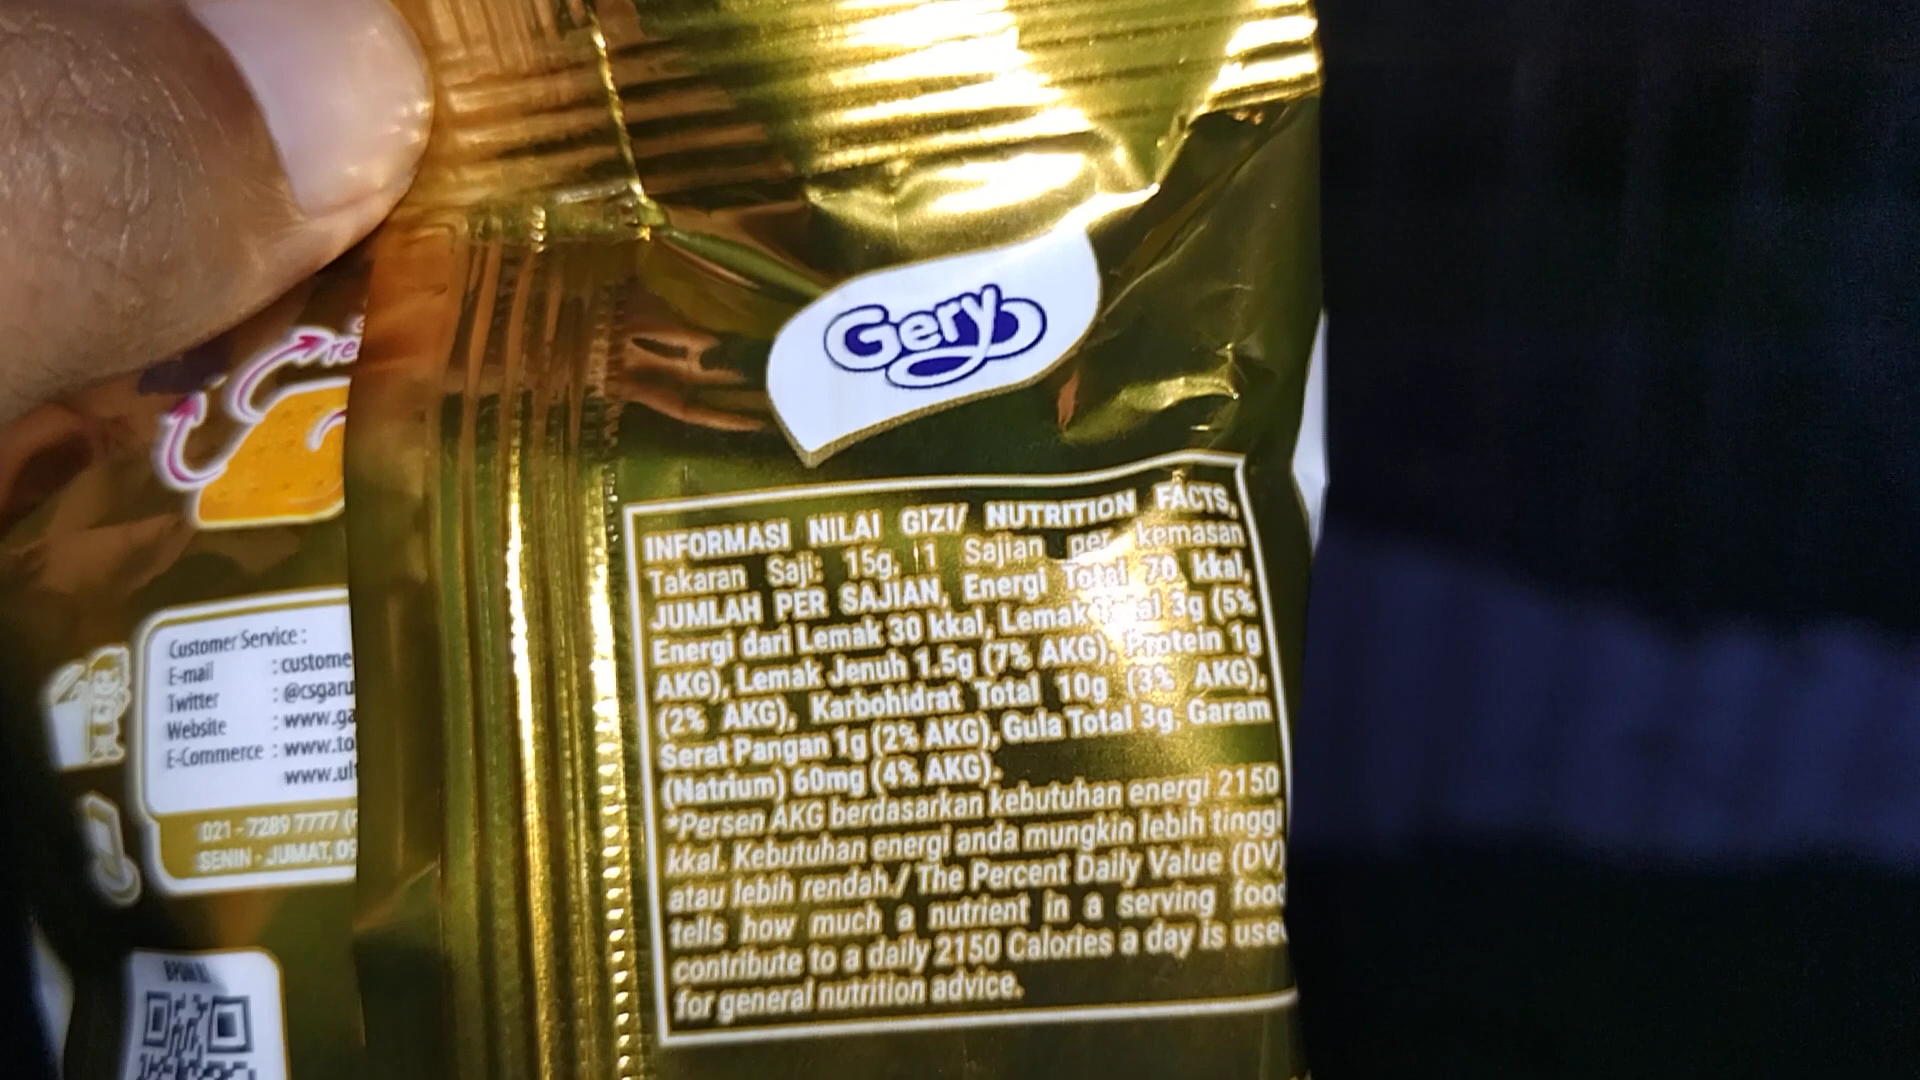 Gery
INFORMASI NILAI GIZI/ NUTRITION FACTS,
Takaran Saji: 15g, 1 Sajian per kemasan
JUMLAH PER SAJIAN, Energi Total 70 kkal,
Energi dari Lemak 30 kkal, Lemak Total 3g (5%
AKG), Lemak Jenuh 1.5g (7% AKG), Protein 1g
(2% AKG), Karbohidrat Total 10g (3% AKG),
Serat Pangan 1g (2% AKG), Gula Total 3g, Garam
(Natrium) 60mg (4% AKG).
*Persen AKG berdasarkan kebutuhan energi 2150
kkal. Kebutuhan energi anda mungkin lebih tinggi
atau lebih rendah./ The Percent Daily Value (DV)
tells how much a nutrient in a serving food
contribute to a daily 2150 Calories a day is used
for general nutrition advice.
re
Customer Service :
E-mail : custome
Twitter : @csgaru
Website : www.ga
E-Commerce : www.to
www.ult
021 - 7289 7777 (
SENIN - JUMAT, 09